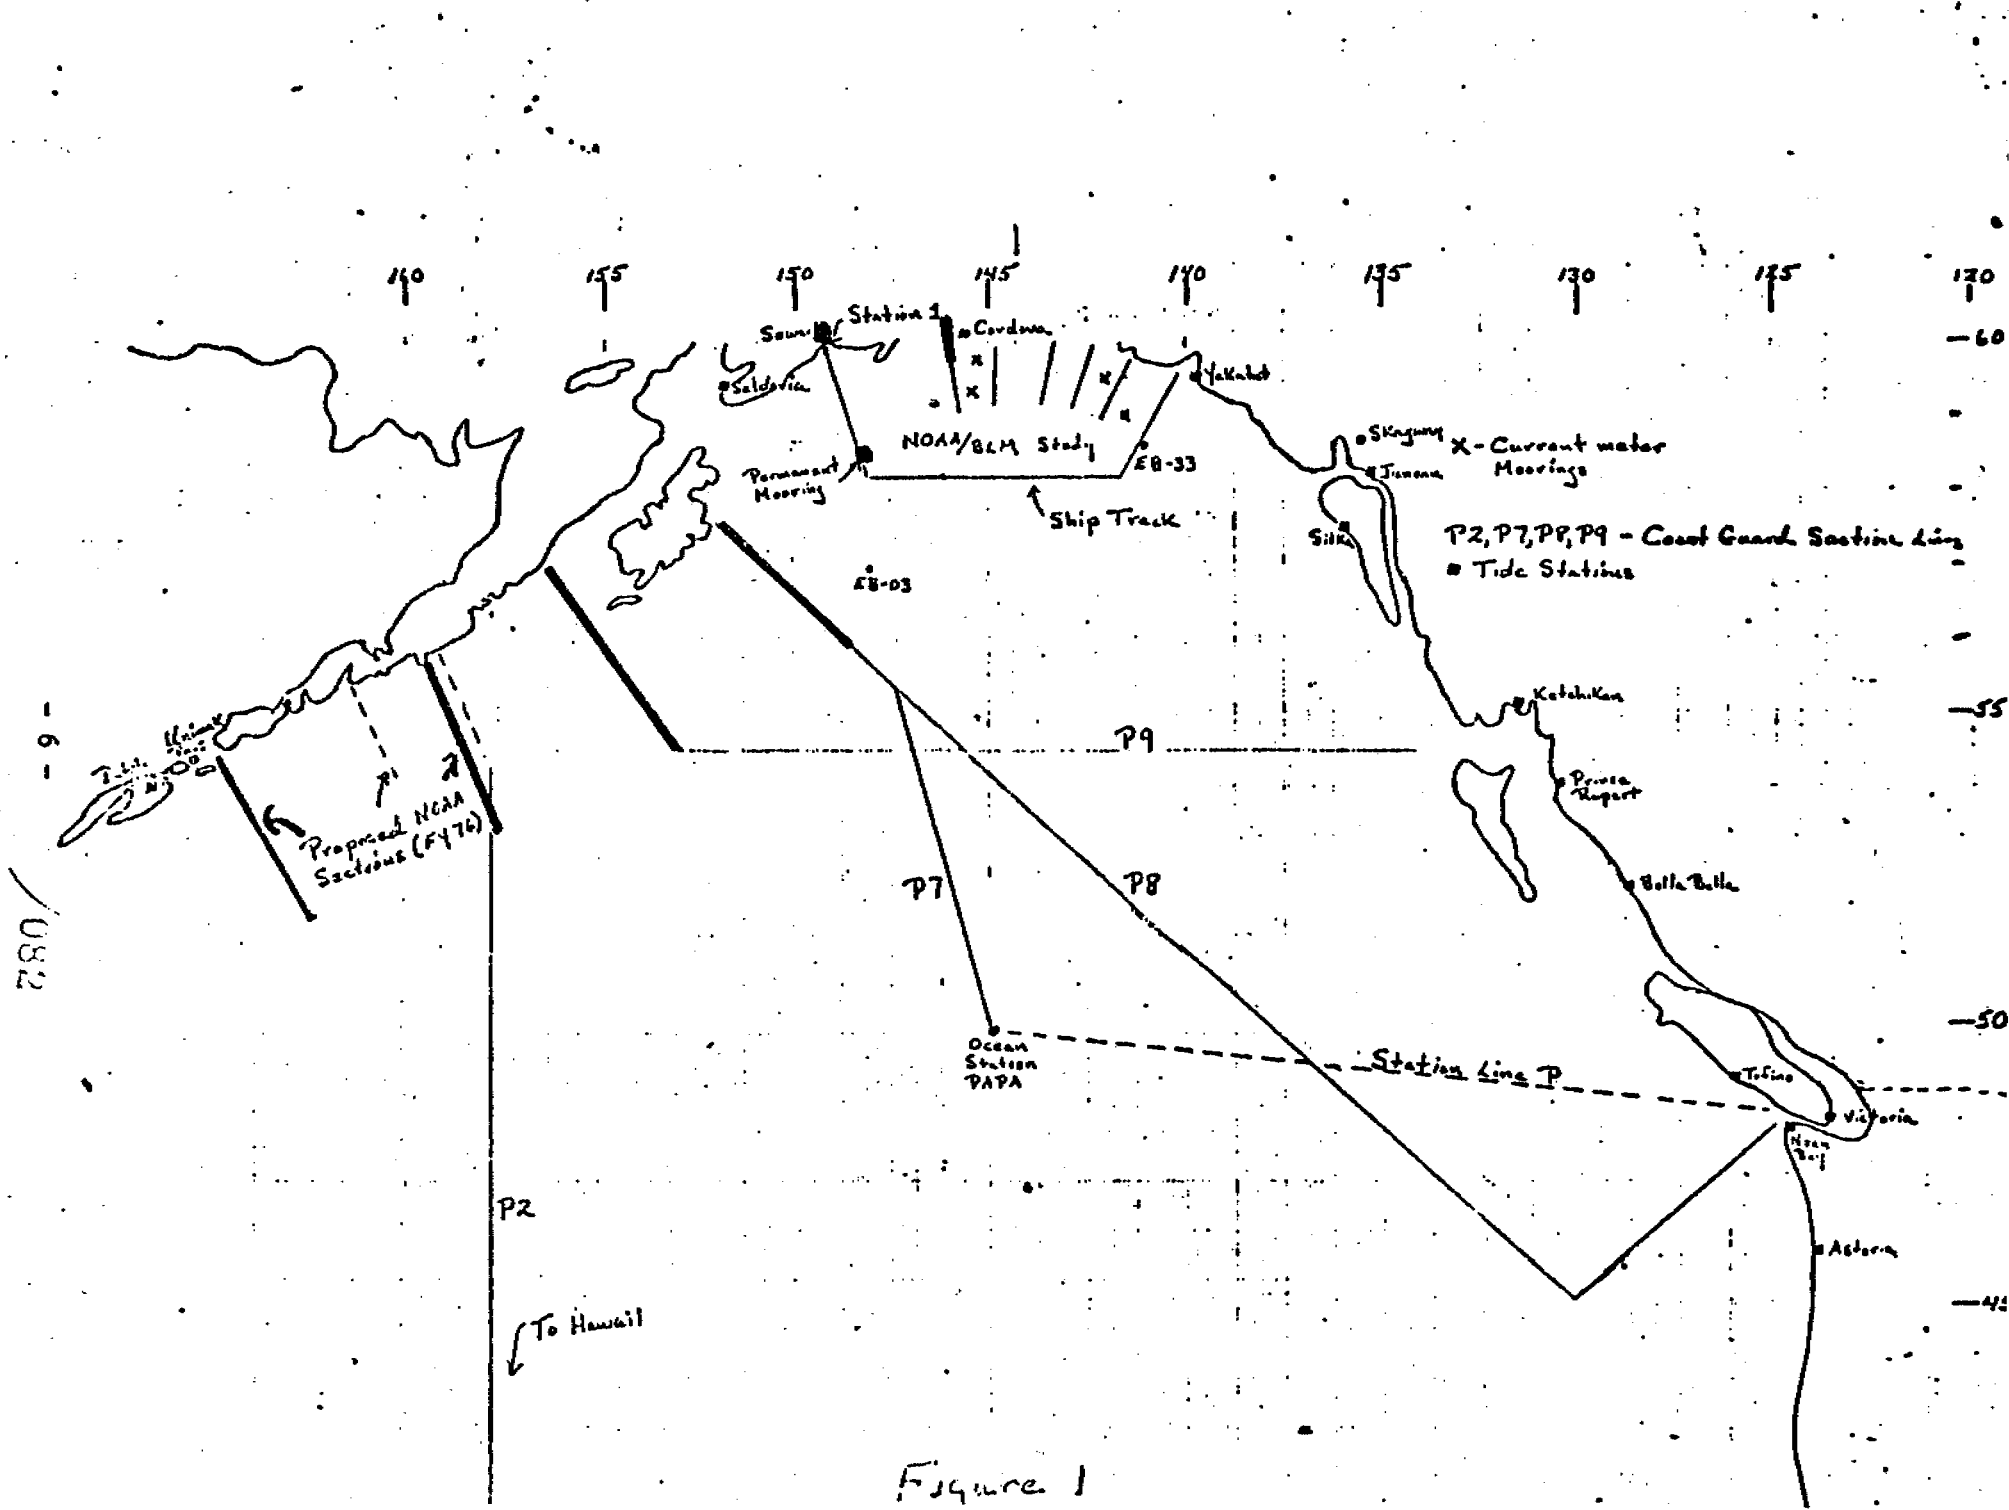 160 155 150 145 140 135 130 125 120
Station 1
Cordova
60
Yakutat
Seldovia
NOAA/BLM Study
Skagway
X - Current meter
Moorings
Permanent
Mooring
EB-33
Juneau
Ship Track
Sitka
P2, P7, P8, P9 - Coast Guard Section Lines
Tide Stations
EB-03
Ketchikan
55
- 6 -
Unimak
P9
Prince
Rupert
Proposed NOAA
Sections (FY76)
P7
P8
Bella Bella
082
50
Ocean
Station
PAPA
Station Line P
Tofino
Victoria
Neah
Bay
P2
Astoria
45
To Hawaii
Figure 1